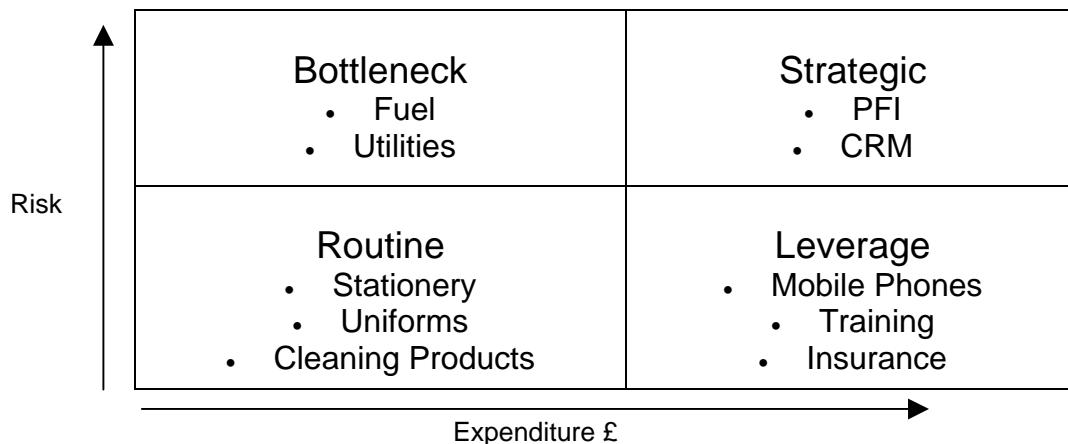 Bottleneck
• Fuel
• Utilities
Strategic
• PFI
• CRM
Risk
Routine
• Stationery
• Uniforms
• Cleaning Products
Leverage
• Mobile Phones
• Training
• Insurance
Expenditure £